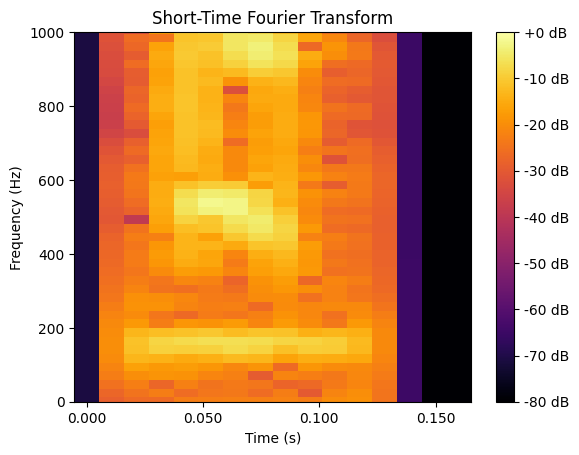 Short-Time Fourier Transform
1000
800
600
400
200
0
Frequency (Hz)
0.000
0.050
0.100
0.150
Time (s)
+0 dB
-10 dB
-20 dB
-30 dB
-40 dB
-50 dB
-60 dB
-70 dB
-80 dB